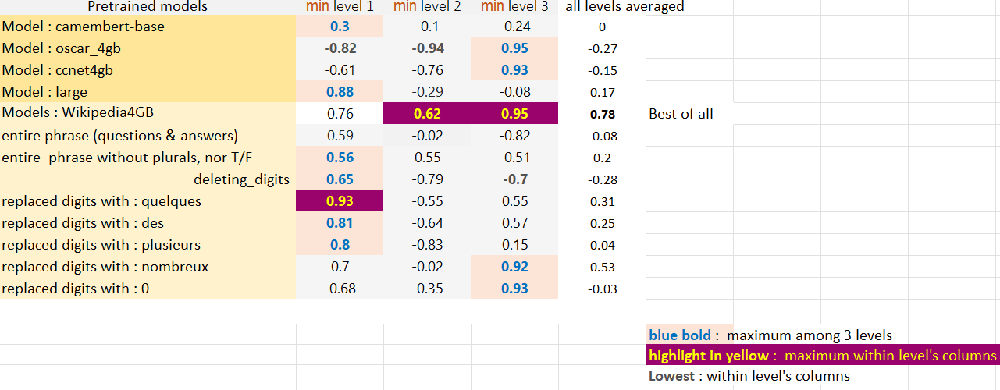 Pretrained models min level 1 min level 2 min level 3 all levels averaged
Model : camembert-base 0.3 -0.1 -0.24 0
Model : oscar_4gb -0.82 -0.94 0.95 -0.27
Model : ccnet4gb -0.61 -0.76 0.93 -0.15
Model : large 0.88 -0.29 -0.08 0.17
Models : Wikipedia4GB 0.76 0.62 0.95 0.78 Best of all
entire phrase (questions & answers) 0.59 -0.02 -0.82 -0.08
entire_phrase without plurals, nor T/F 0.56 0.55 -0.51 0.2
deleting_digits 0.65 -0.79 -0.7 -0.28
replaced digits with : quelques 0.93 -0.55 0.55 0.31
replaced digits with : des 0.81 -0.64 0.57 0.25
replaced digits with : plusieurs 0.8 -0.83 0.15 0.04
replaced digits with : nombreux 0.7 -0.02 0.92 0.53
replaced digits with : 0 -0.68 -0.35 0.93 -0.03
blue bold : maximum among 3 levels
highlight in yellow : maximum within level's columns
Lowest : within level's columns